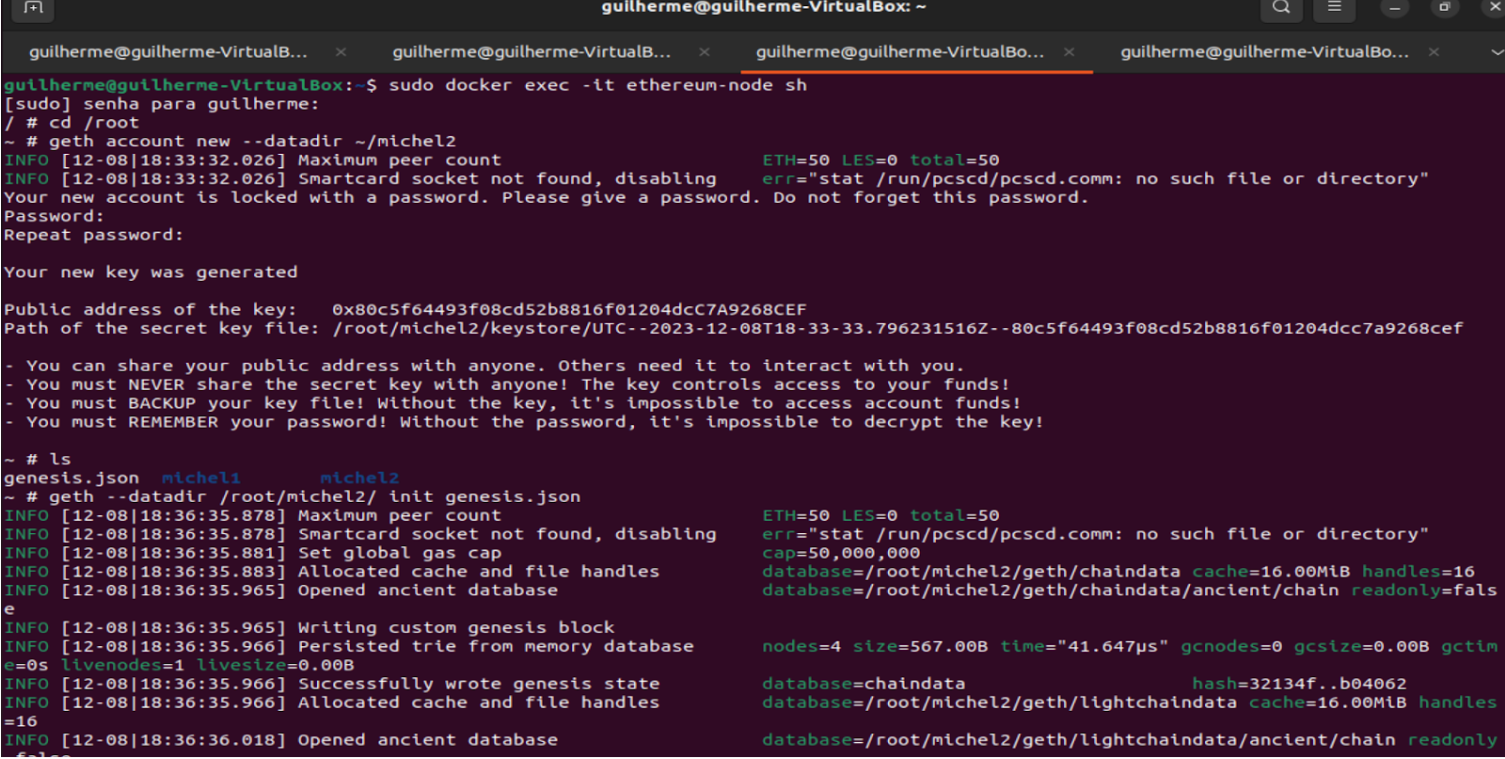 guilherme@guilherme-VirtualBox: ~
guilherme@guilherme-VirtualB... × guilherme@guilherme-VirtualB... × guilherme@guilherme-VirtualBo... × guilherme@guilherme-VirtualBo... ×
guilherme@guilherme-VirtualBox:~$ sudo docker exec -it ethereum-node sh
[sudo] senha para guilherme:
/ # cd /root
~ # geth account new --datadir ~/michel2
INFO [12-08|18:33:32.026] Maximum peer count ETH=50 LES=0 total=50
INFO [12-08|18:33:32.026] Smartcard socket not found, disabling err="stat /run/pcscd/pcscd.comm: no such file or directory"
Your new account is locked with a password. Please give a password. Do not forget this password.
Password:
Repeat password:
Your new key was generated
Public address of the key: 0x80c5f64493f08cd52b8816f01204dcC7A9268CEF
Path of the secret key file: /root/michel2/keystore/UTC--2023-12-08T18-33-33.796231516Z--80c5f64493f08cd52b8816f01204dcc7a9268cef
- You can share your public address with anyone. Others need it to interact with you.
- You must NEVER share the secret key with anyone! The key controls access to your funds!
- You must BACKUP your key file! Without the key, it's impossible to access account funds!
- You must REMEMBER your password! Without the password, it's impossible to decrypt the key!
~ # ls
genesis.json michel1 michel2
~ # geth --datadir /root/michel2/ init genesis.json
INFO [12-08|18:36:35.878] Maximum peer count ETH=50 LES=0 total=50
INFO [12-08|18:36:35.878] Smartcard socket not found, disabling err="stat /run/pcscd/pcscd.comm: no such file or directory"
INFO [12-08|18:36:35.881] Set global gas cap cap=50,000,000
INFO [12-08|18:36:35.883] Allocated cache and file handles database=/root/michel2/geth/chaindata cache=16.00MiB handles=16
INFO [12-08|18:36:35.965] Opened ancient database database=/root/michel2/geth/chaindata/ancient/chain readonly=fals
e
INFO [12-08|18:36:35.965] Writing custom genesis block
INFO [12-08|18:36:35.966] Persisted trie from memory database nodes=4 size=567.00B time="41.647µs" gcnodes=0 gcsize=0.00B gctim
e=0s livenodes=1 livesize=0.00B
INFO [12-08|18:36:35.966] Successfully wrote genesis state database=chaindata hash=32134f..b04062
INFO [12-08|18:36:35.966] Allocated cache and file handles database=/root/michel2/geth/lightchaindata cache=16.00MiB handles
=16
INFO [12-08|18:36:36.018] Opened ancient database database=/root/michel2/geth/lightchaindata/ancient/chain readonly